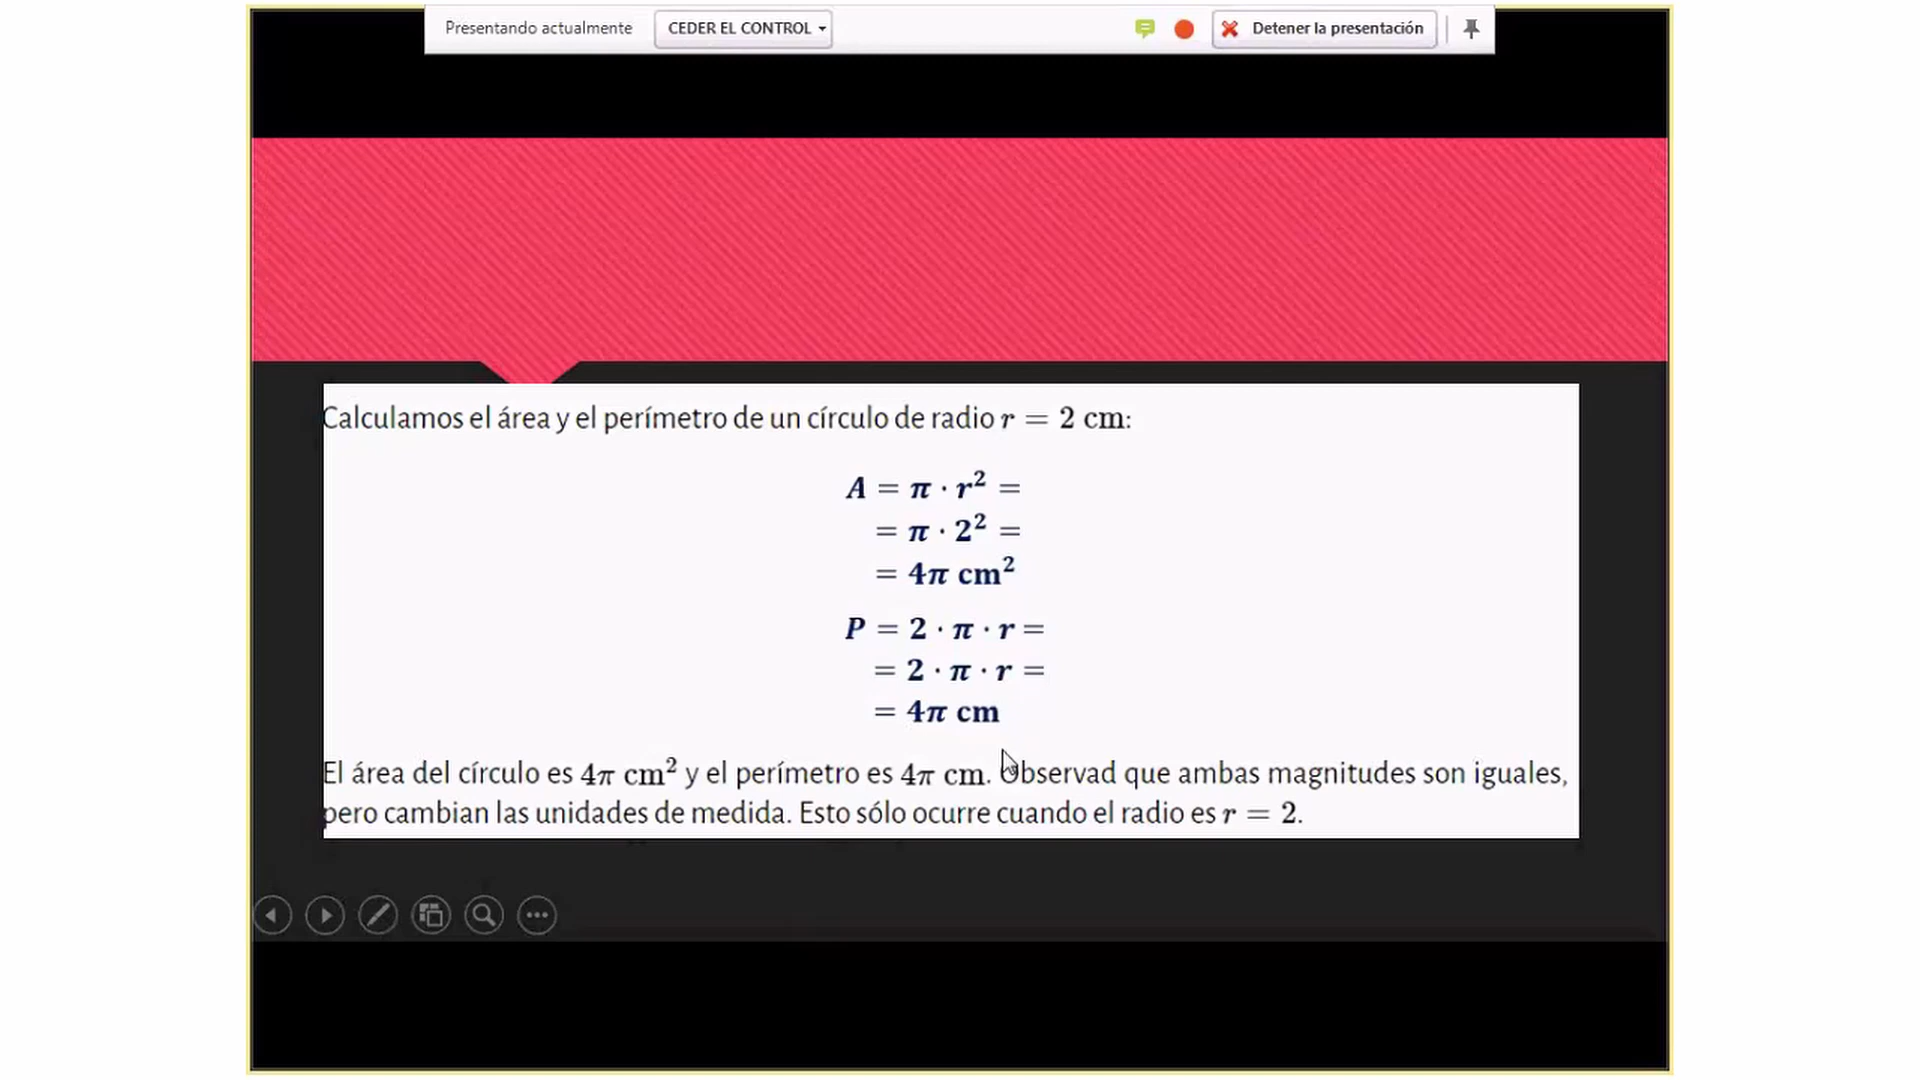 Presentando actualmente CEDER EL CONTROL Detener la presentación
Calculamos el área y el perímetro de un círculo de radio r = 2 cm:
A = π · r² =
= π · 2² =
= 4π cm²
P = 2 · π · r =
= 2 · π · r =
= 4π cm
El área del círculo es 4π cm² y el perímetro es 4π cm. Observad que ambas magnitudes son iguales,
pero cambian las unidades de medida. Esto sólo ocurre cuando el radio es r = 2.